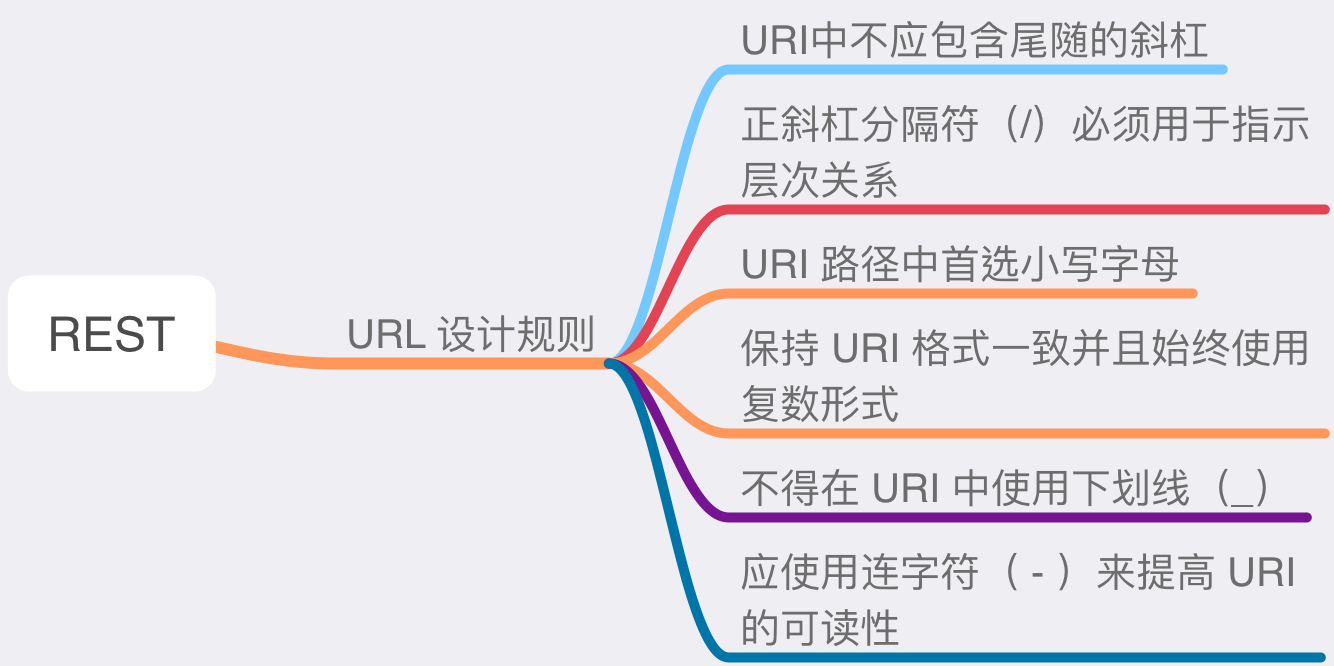 REST
URL 设计规则
URI中不应包含尾随的斜杠
正斜杠分隔符（/）必须用于指示
层次关系
URI 路径中首选小写字母
保持 URI 格式一致并且始终使用
复数形式
不得在 URI 中使用下划线（_）
应使用连字符（ - ）来提高 URI
的可读性